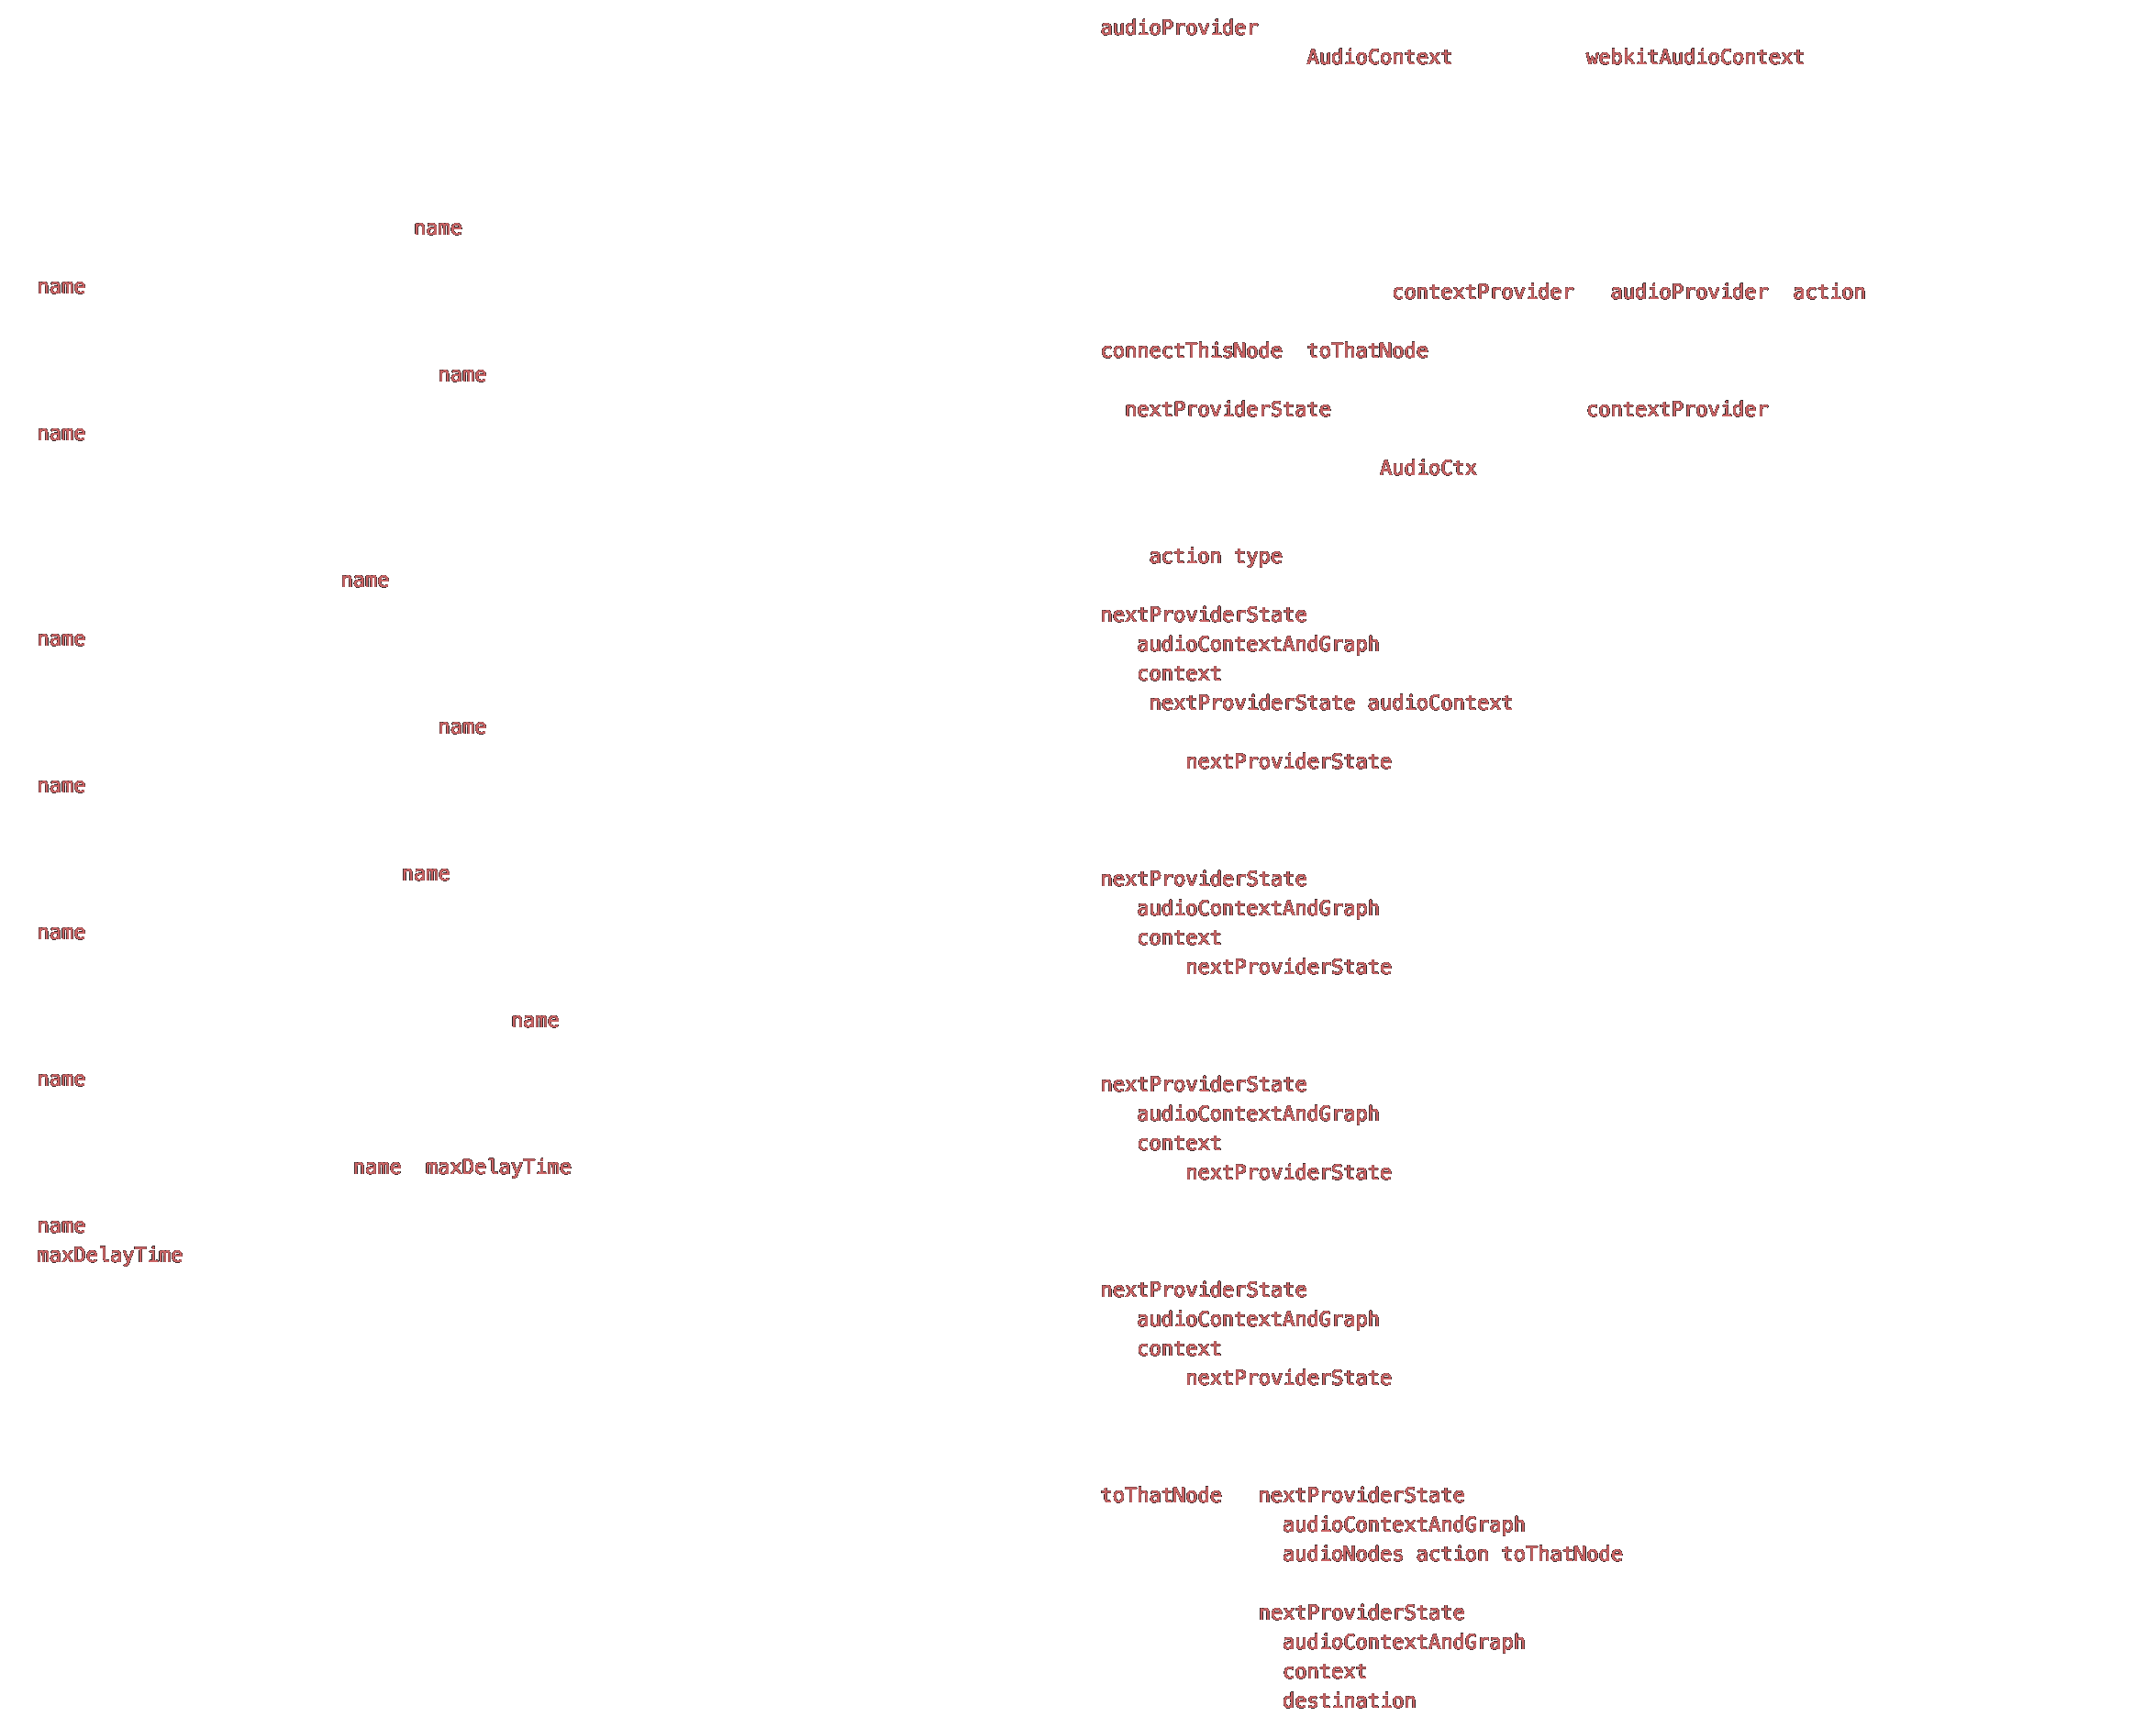 name
name
name
name
name
name
name
name
name
name
name
name
name maxDelayTime
name
maxDelayTime
audioProvider
AudioContext webkitAudioContext
contextProvider audioProvider action
connectThisNode toThatNode
nextProviderState contextProvider
AudioCtx
action type
nextProviderState
audioContextAndGraph
context
nextProviderState audioContext
nextProviderState
nextProviderState
audioContextAndGraph
context
nextProviderState
nextProviderState
audioContextAndGraph
context
nextProviderState
nextProviderState
audioContextAndGraph
context
nextProviderState
toThatNode nextProviderState
audioContextAndGraph
audioNodes action toThatNode
nextProviderState
audioContextAndGraph
context
destination